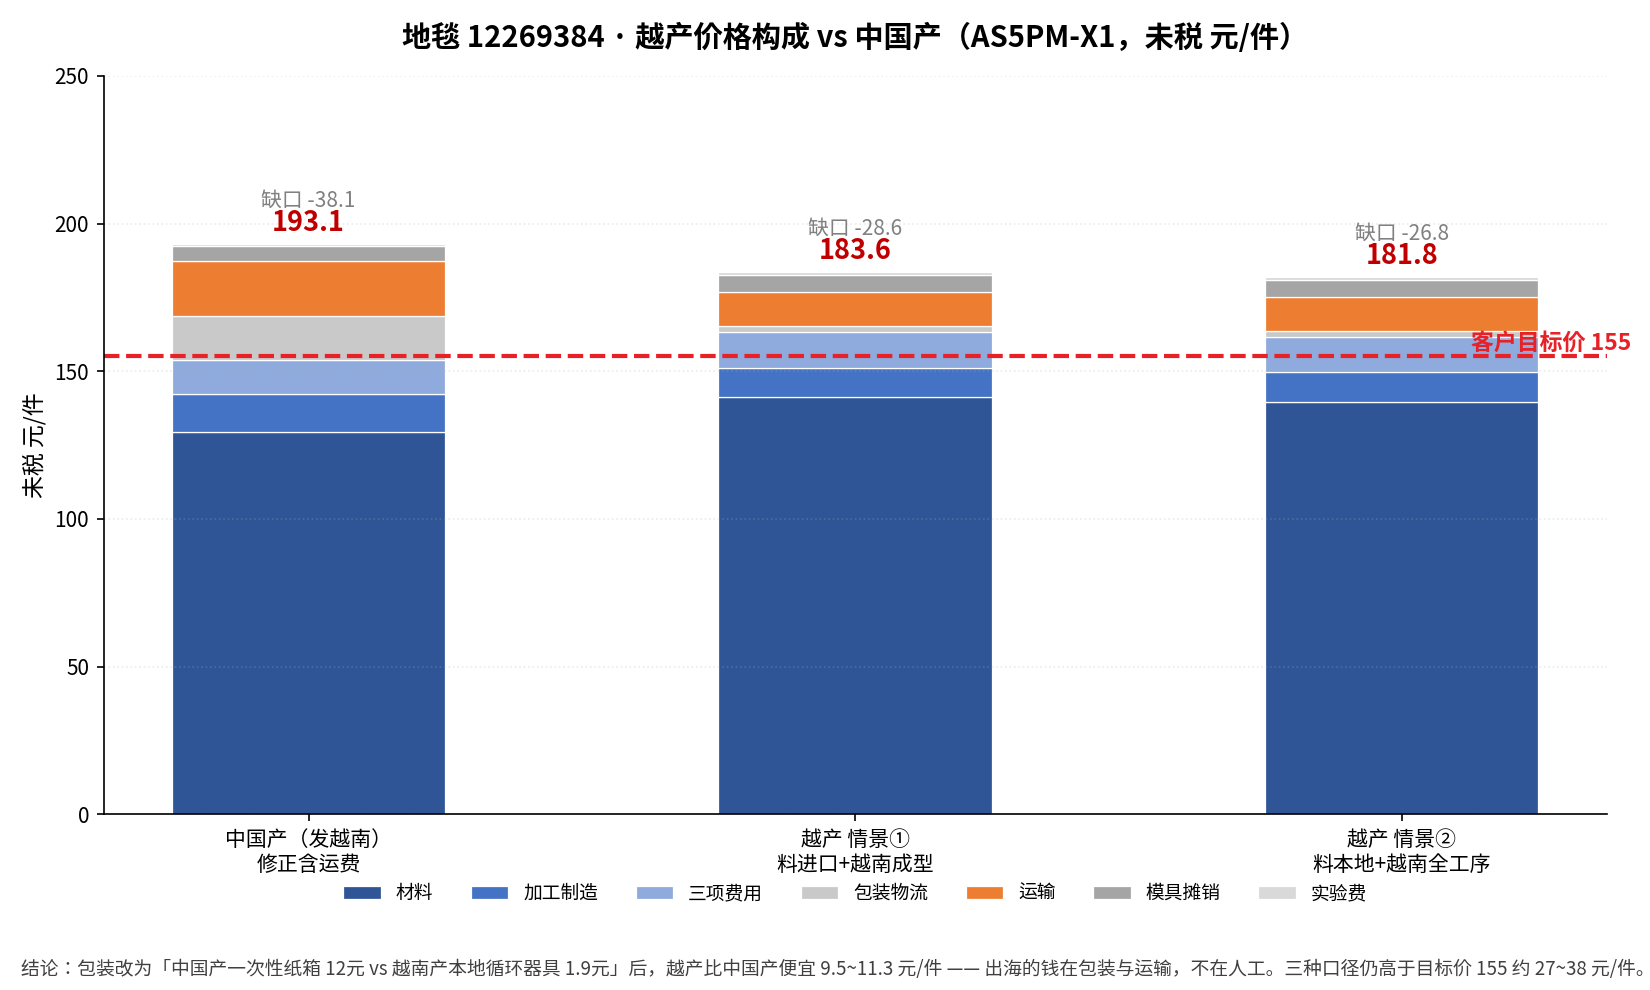 地毯 12269384 · 越产价格构成 vs 中国产（AS5PM-X1，未税 元/件）
250
200
150
100
50
0
未税 元/件
缺口 -38.1
193.1
缺口 -28.6
183.6
缺口 -26.8
181.8
客户目标价 155
中国产（发越南）
修正含运费
越产 情景①
料进口+越南成型
越产 情景②
料本地+越南全工序
材料 加工制造 三项费用 包装物流 运输 模具摊销 实验费
结论：包装改为「中国产一次性纸箱 12元 vs 越南产本地循环器具 1.9元」后，越产比中国产便宜 9.5~11.3 元/件 —— 出海的钱在包装与运输，不在人工。三种口径仍高于目标价 155 约 27~38 元/件。